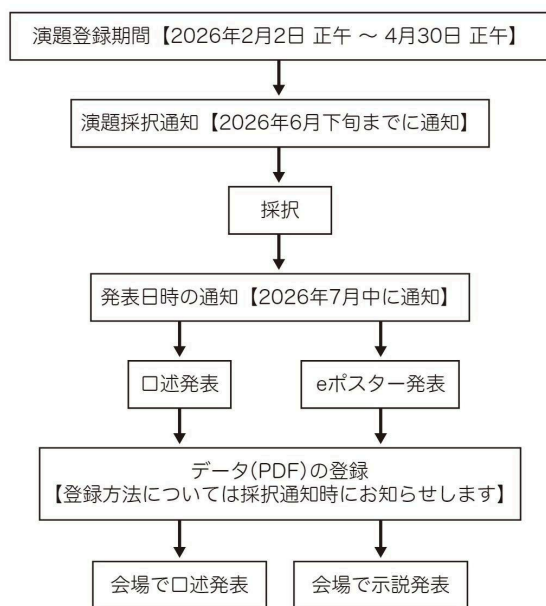 演題登録期間【2026年2月2日 正午 ～ 4月30日 正午】
演題採択通知【2026年6月下旬までに通知】
採択
発表日時の通知【2026年7月中に通知】
口述発表
eポスター発表
データ(PDF)の登録
【登録方法については採択通知時にお知らせします】
会場で口述発表
会場で示説発表